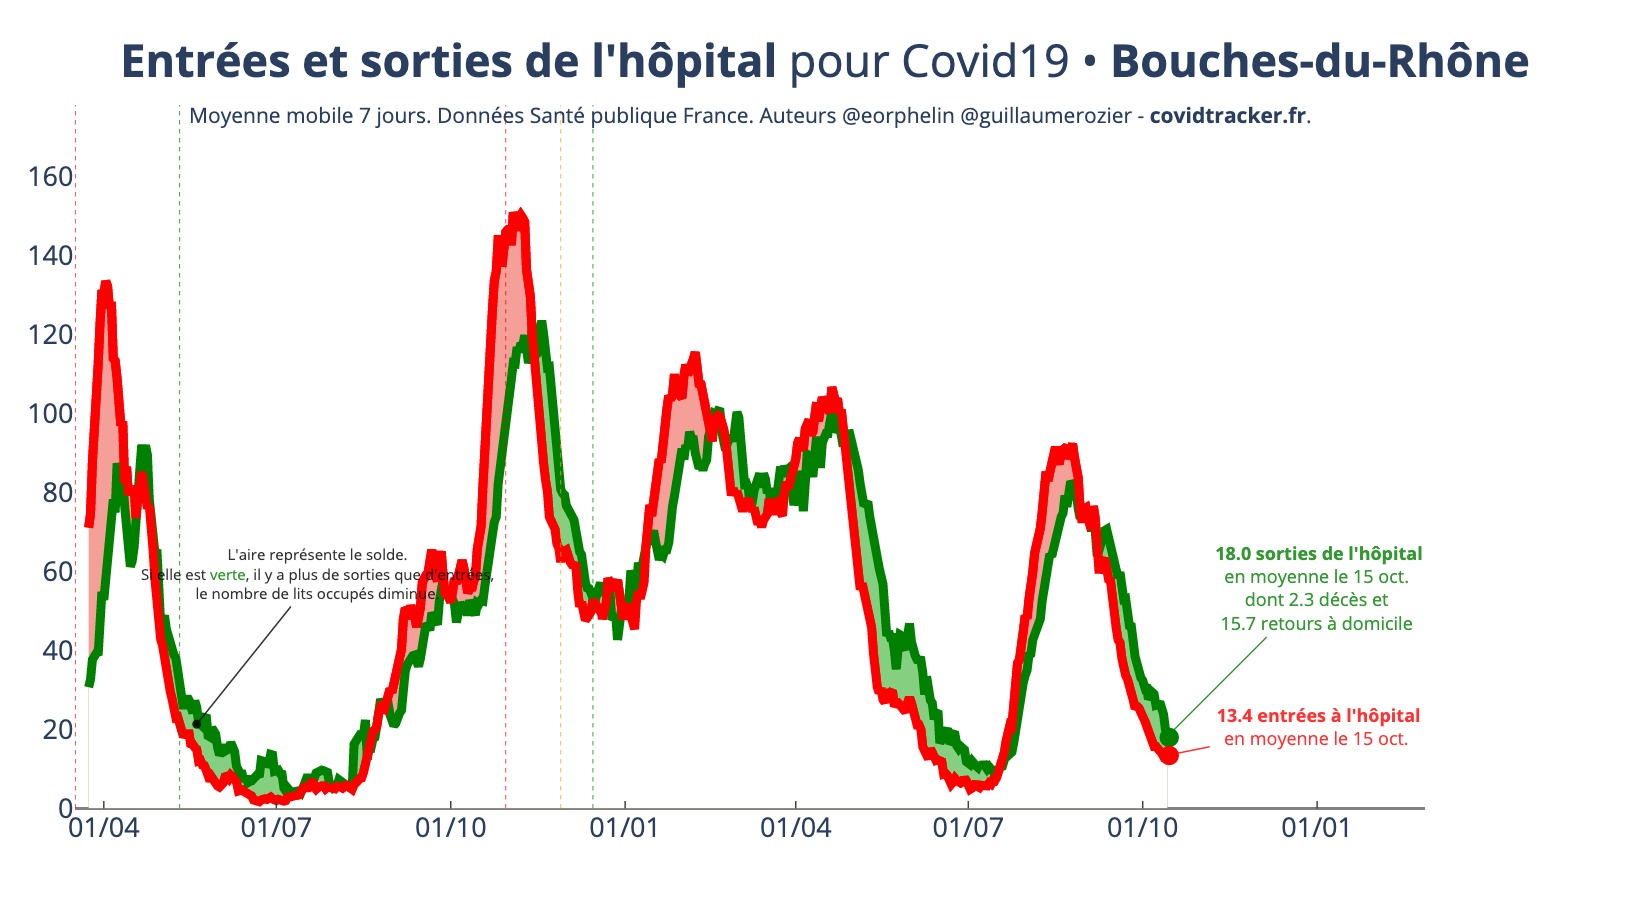 Entrées et sorties de l'hôpital pour Covid19 • Bouches-du-Rhône
Moyenne mobile 7 jours. Données Santé publique France. Auteurs @eorphelin @guillaumerozier - covidtracker.fr.
160
140
120
100
80
60
40
20
0
L'aire représente le solde.
Si elle est verte, il y a plus de sorties que d'entrées,
le nombre de lits occupés diminue.
18.0 sorties de l'hôpital
en moyenne le 15 oct.
dont 2.3 décès et
15.7 retours à domicile
13.4 entrées à l'hôpital
en moyenne le 15 oct.
01/04 01/07 01/10 01/01 01/04 01/07 01/10 01/01